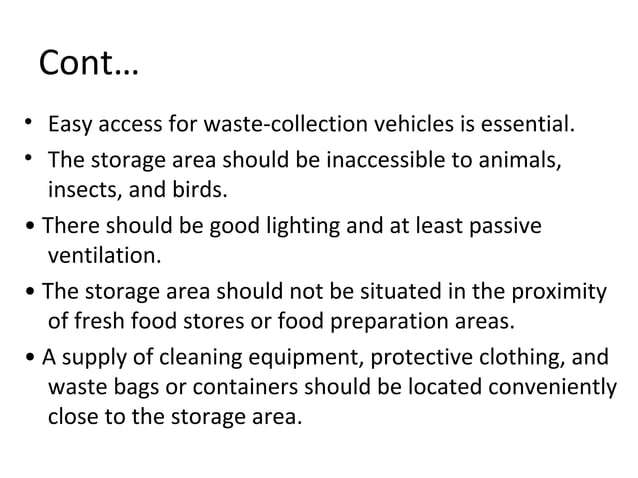 Cont…
• Easy access for waste-collection vehicles is essential.
• The storage area should be inaccessible to animals,
insects, and birds.
• There should be good lighting and at least passive
ventilation.
• The storage area should not be situated in the proximity
of fresh food stores or food preparation areas.
• A supply of cleaning equipment, protective clothing, and
waste bags or containers should be located conveniently
close to the storage area.